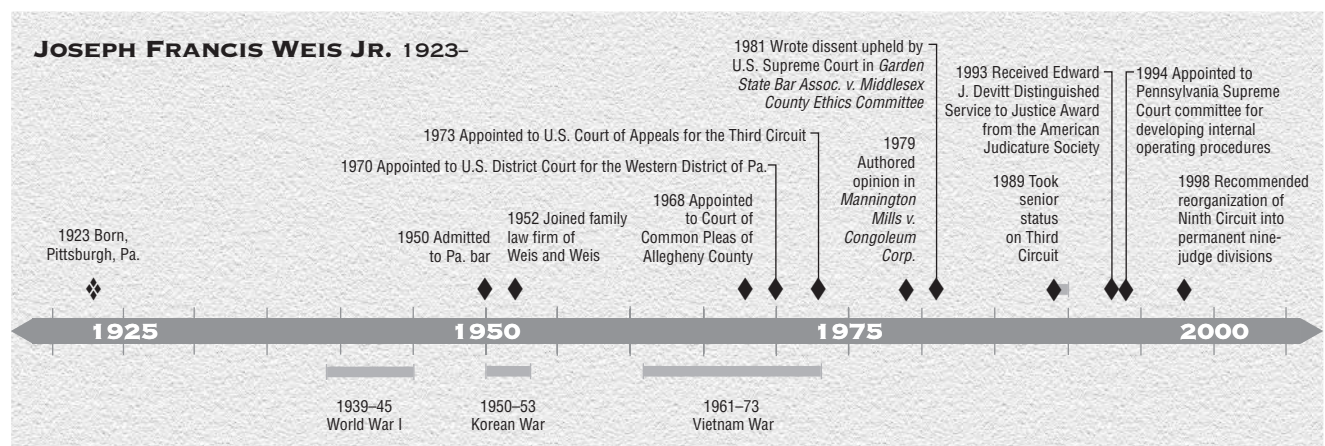 JOSEPH FRANCIS WEIS JR. 1923–
1981 Wrote dissent upheld by
U.S. Supreme Court in Garden
State Bar Assoc. v. Middlesex
County Ethics Committee
1993 Received Edward
J. Devitt Distinguished
Service to Justice Award
from the American
Judicature Society
1994 Appointed to
Pennsylvania Supreme
Court committee for
developing internal
operating procedures
1973 Appointed to U.S. Court of Appeals for the Third Circuit
1970 Appointed to U.S. District Court for the Western District of Pa.
1979
Authored
opinion in
Mannington
Mills v.
Congoleum
Corp.
1923 Born,
Pittsburgh, Pa.
1950 Admitted
to Pa. bar
1952 Joined family
law firm of
Weis and Weis
1968 Appointed
to Court of
Common Pleas of
Allegheny County
1989 Took
senior
status
on Third
Circuit
1998 Recommended
reorganization of
Ninth Circuit into
permanent nine-
judge divisions
1925
1950
1975
2000
1939–45
World War I
1950–53
Korean War
1961–73
Vietnam War